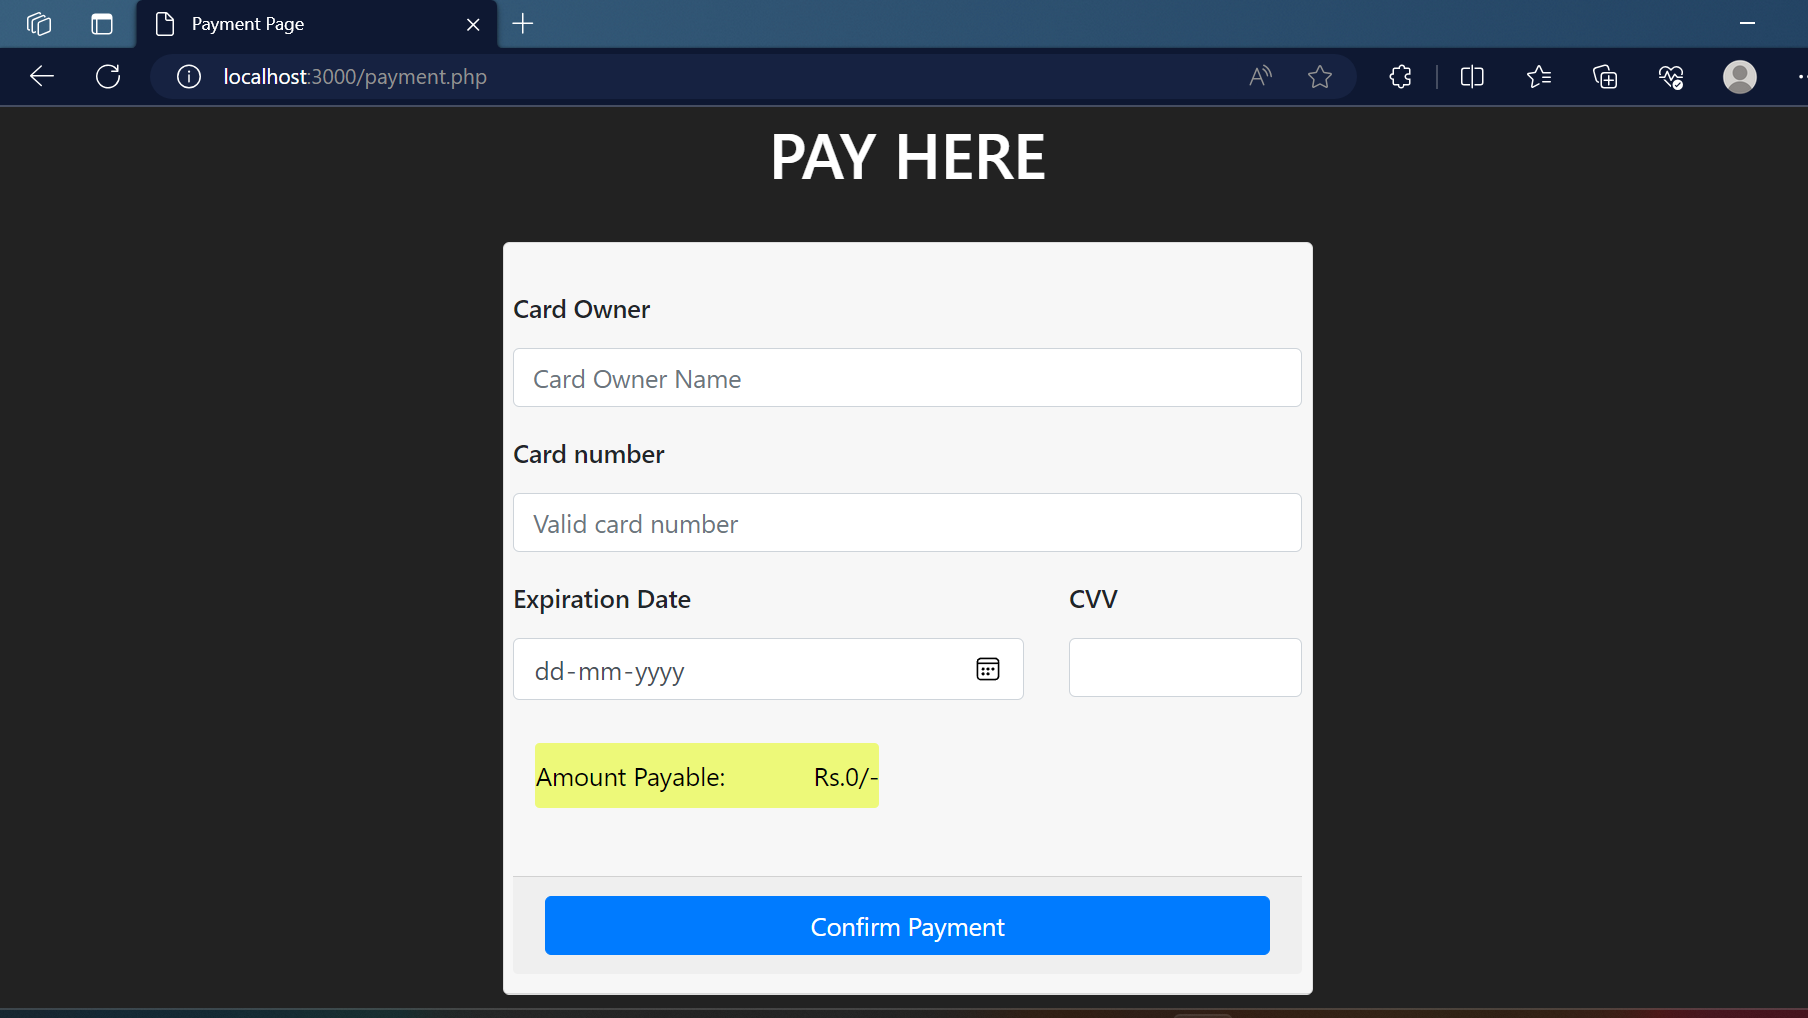 Payment Page
localhost:3000/payment.php
PAY HERE
Card Owner
Card Owner Name
Card number
Valid card number
Expiration Date CVV
dd-mm-yyyy
Amount Payable: Rs.0/-
Confirm Payment